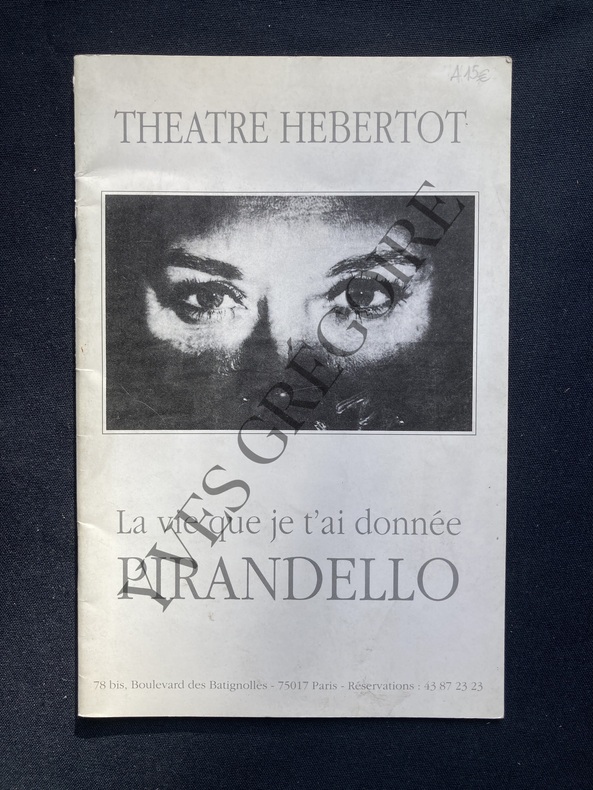 A 15€
THEATRE HEBERTOT
YVES GRÉGOIRE
La vie que je t'ai donnée
PIRANDELLO
78 bis, Boulevard des Batignolles - 75017 Paris - Réservations : 43 87 23 23